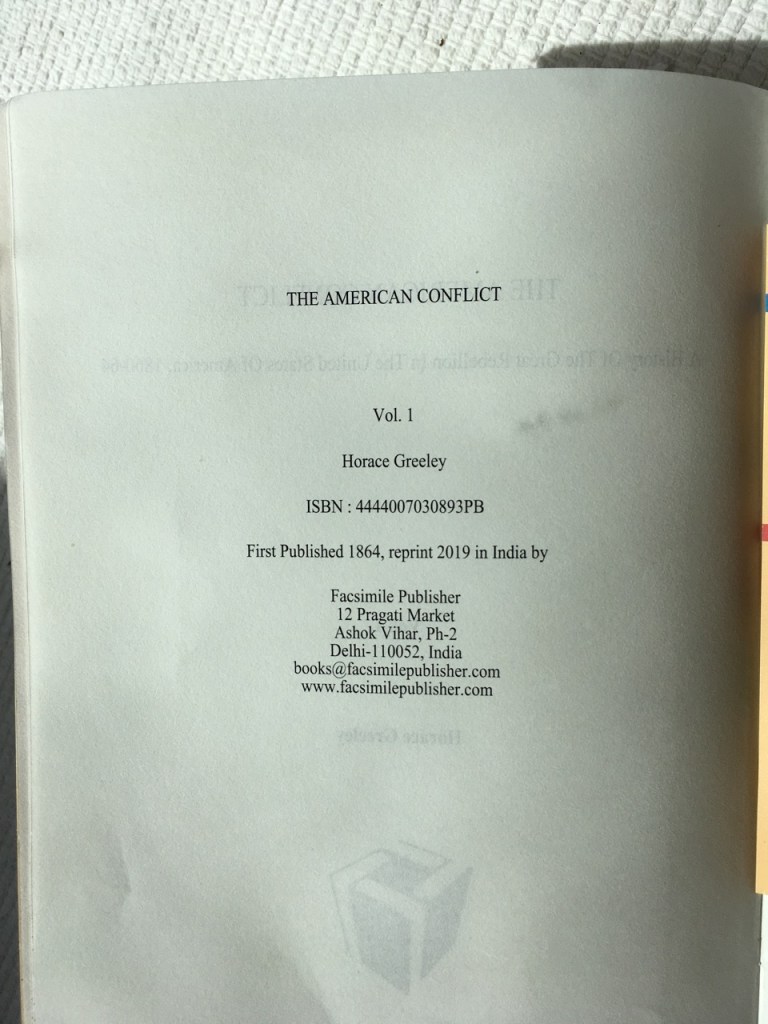 THE AMERICAN CONFLICT
Vol. 1
Horace Greeley
ISBN : 4444007030893PB
First Published 1864, reprint 2019 in India by
Facsimile Publisher
12 Pragati Market
Ashok Vihar, Ph-2
Delhi-110052, India
books@facsimilepublisher.com
www.facsimilepublisher.com